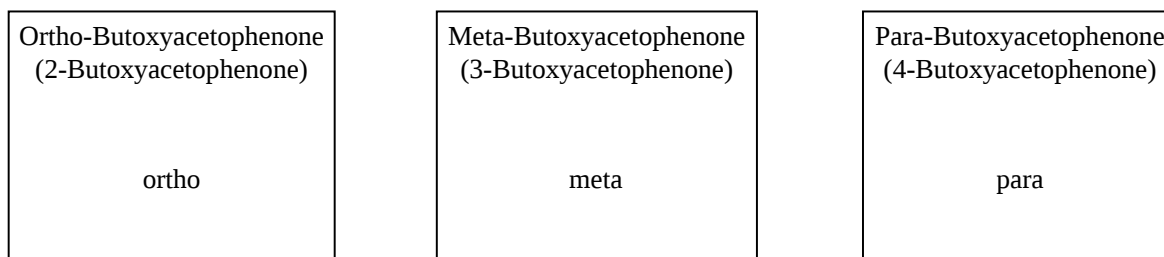 Ortho-Butoxyacetophenone
(2-Butoxyacetophenone)
ortho
Meta-Butoxyacetophenone
(3-Butoxyacetophenone)
meta
Para-Butoxyacetophenone
(4-Butoxyacetophenone)
para